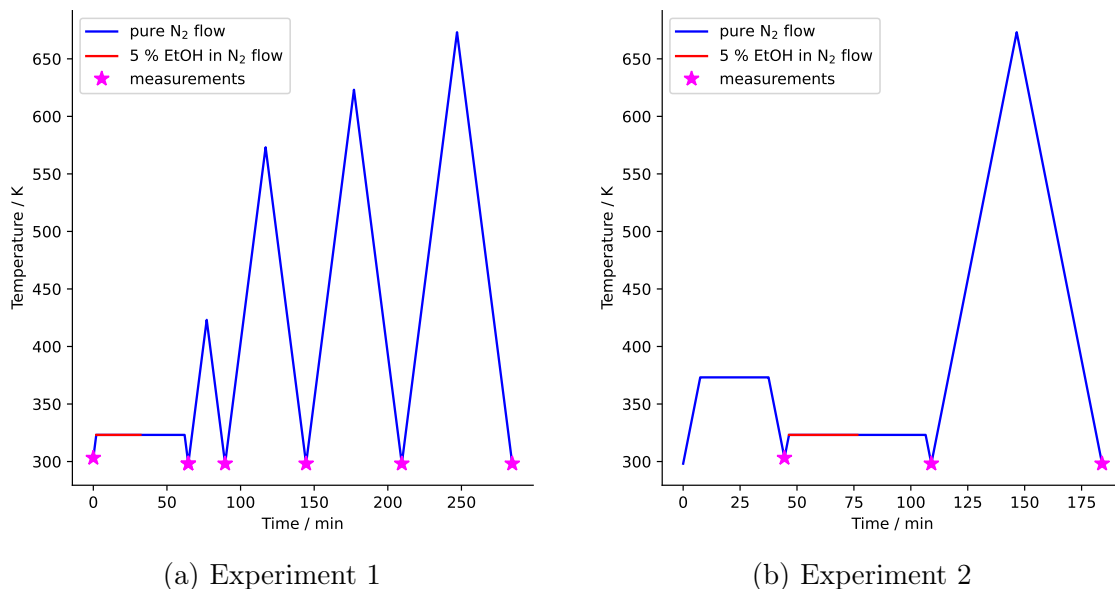 pure N₂ flow
5 % EtOH in N₂ flow
measurements
Temperature / K
650
600
550
500
450
400
350
300
0
50
100
150
200
250
Time / min
(a) Experiment 1
pure N₂ flow
5 % EtOH in N₂ flow
measurements
Temperature / K
650
600
550
500
450
400
350
300
0
25
50
75
100
125
150
175
Time / min
(b) Experiment 2